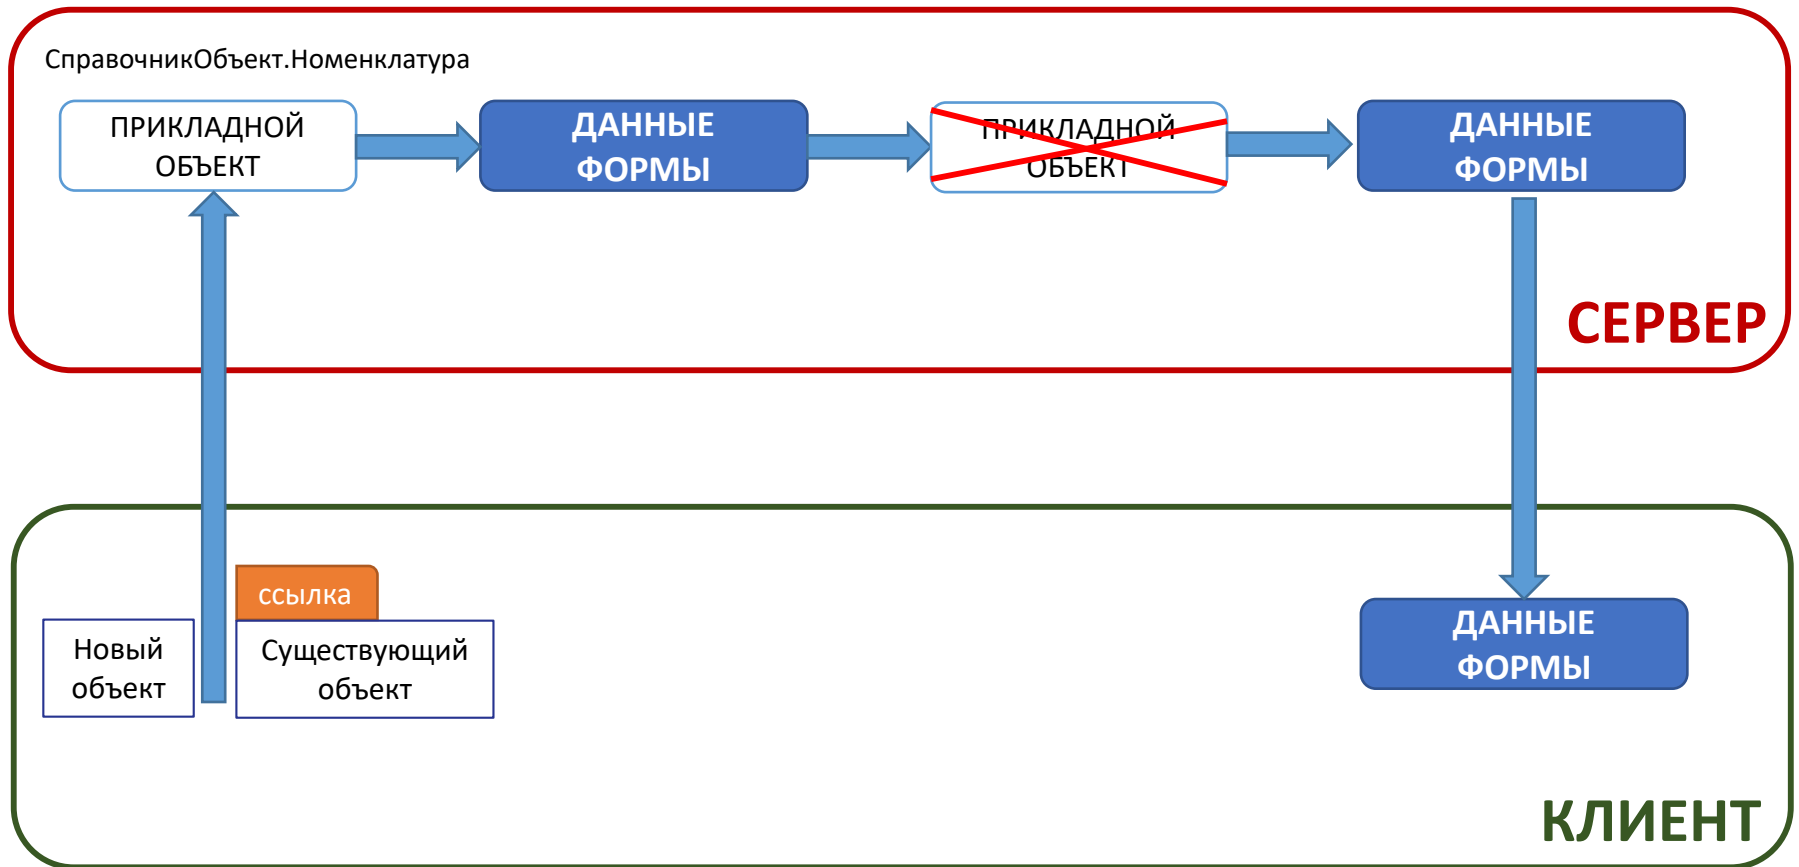 СправочникОбъект.Номенклатура
ПРИКЛАДНОЙ
ОБЪЕКТ
ДАННЫЕ
ФОРМЫ
ПРИКЛАДНОЙ
ОБЪЕКТ
ДАННЫЕ
ФОРМЫ
СЕРВЕР
ссылка
Новый
объект
Существующий
объект
ДАННЫЕ
ФОРМЫ
КЛИЕНТ